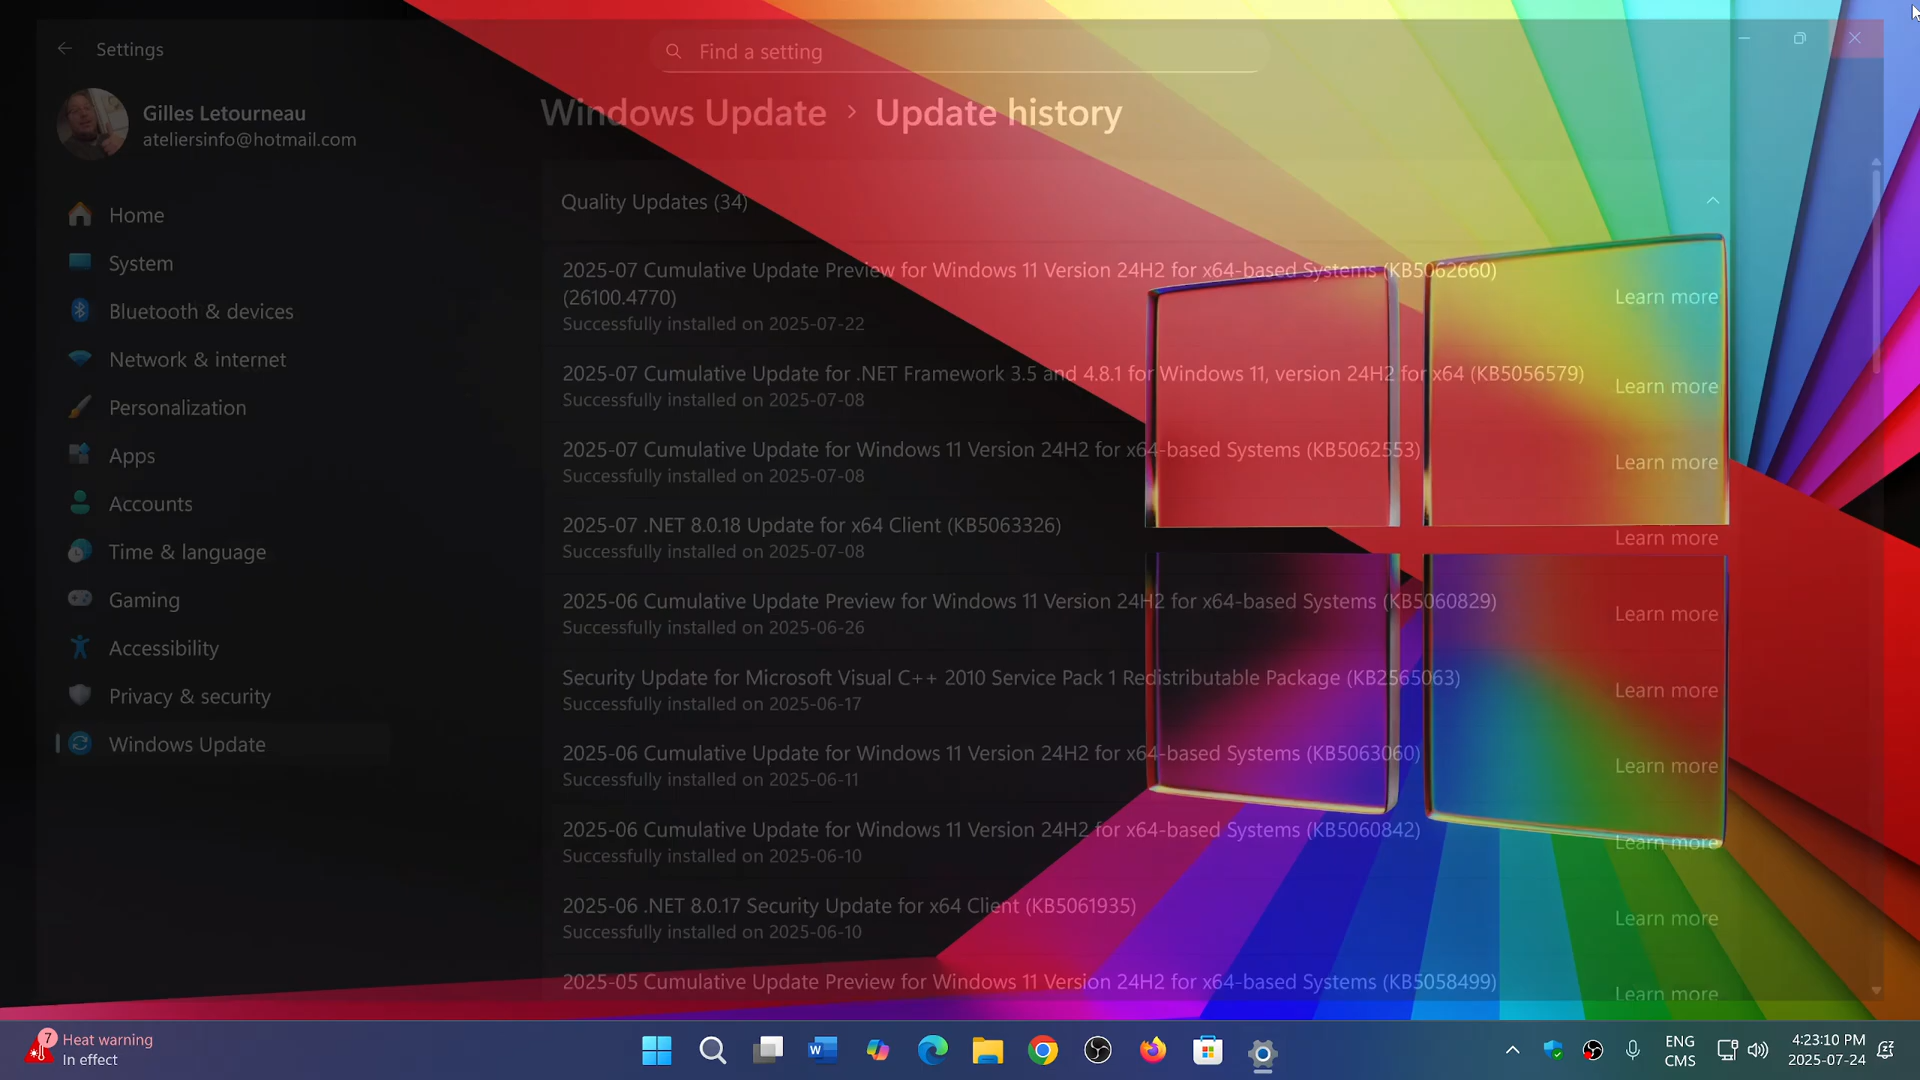 Settings
Find a setting
Gilles Letourneau
ateliersinfo@hotmail.com
Home
System
Bluetooth & devices
Network & internet
Personalization
Apps
Accounts
Time & language
Gaming
Accessibility
Privacy & security
Windows Update
Windows Update > Update history
Quality Updates (34)
2025-07 Cumulative Update Preview for Windows 11 Version 24H2 for x64-based Systems (KB5062660)
(26100.4770)
Successfully installed on 2025-07-22
Learn more
2025-07 Cumulative Update for .NET Framework 3.5 and 4.8.1 for Windows 11, version 24H2 for x64 (KB5056579)
Successfully installed on 2025-07-08
Learn more
2025-07 Cumulative Update for Windows 11 Version 24H2 for x64-based Systems (KB5062553)
Successfully installed on 2025-07-08
Learn more
2025-07 .NET 8.0.18 Update for x64 Client (KB5063326)
Successfully installed on 2025-07-08
Learn more
2025-06 Cumulative Update Preview for Windows 11 Version 24H2 for x64-based Systems (KB5060829)
Successfully installed on 2025-06-26
Learn more
Security Update for Microsoft Visual C++ 2010 Service Pack 1 Redistributable Package (KB2565063)
Successfully installed on 2025-06-17
Learn more
2025-06 Cumulative Update for Windows 11 Version 24H2 for x64-based Systems (KB5063060)
Successfully installed on 2025-06-11
Learn more
2025-06 Cumulative Update for Windows 11 Version 24H2 for x64-based Systems (KB5060842)
Successfully installed on 2025-06-10
Learn more
2025-06 .NET 8.0.17 Security Update for x64 Client (KB5061935)
Successfully installed on 2025-06-10
Learn more
2025-05 Cumulative Update Preview for Windows 11 Version 24H2 for x64-based Systems (KB5058499)
Learn more
7
Heat warning
In effect
ENG
CMS
4:23:10 PM
2025-07-24